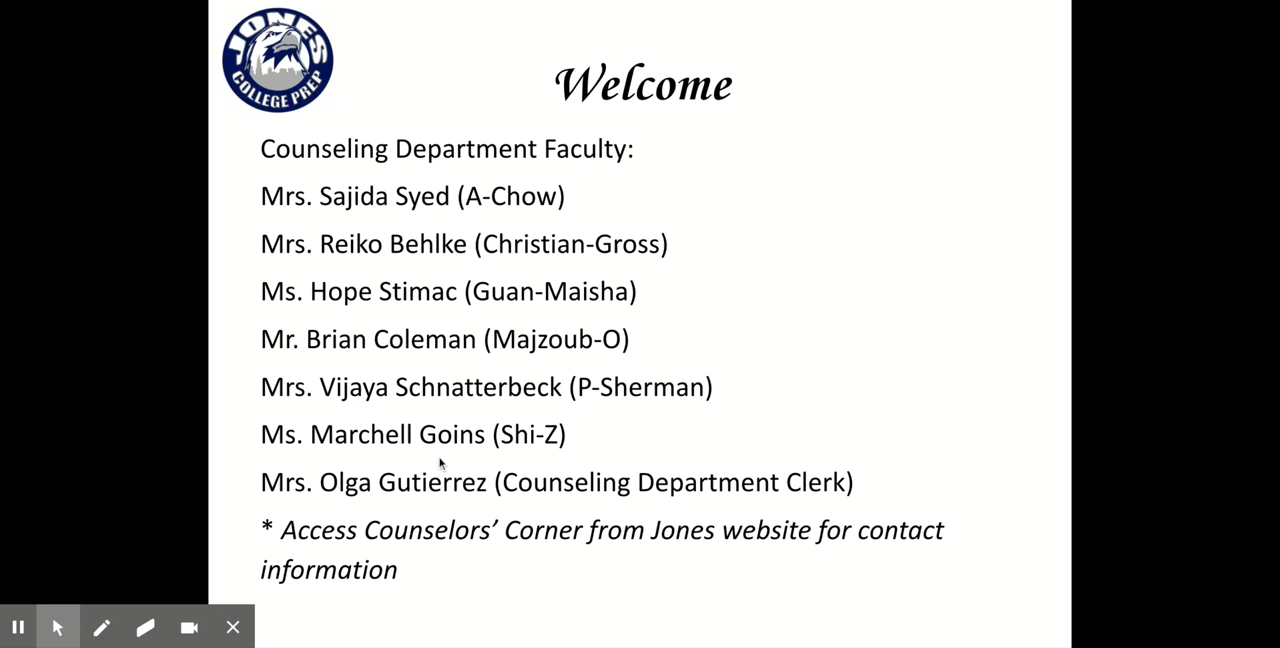 JONES
COLLEGE PREP
Welcome
Counseling Department Faculty:
Mrs. Sajida Syed (A-Chow)
Mrs. Reiko Behlke (Christian-Gross)
Ms. Hope Stimac (Guan-Maisha)
Mr. Brian Coleman (Majzoub-O)
Mrs. Vijaya Schnatterbeck (P-Sherman)
Ms. Marchell Goins (Shi-Z)
Mrs. Olga Gutierrez (Counseling Department Clerk)
* Access Counselors’ Corner from Jones website for contact
information